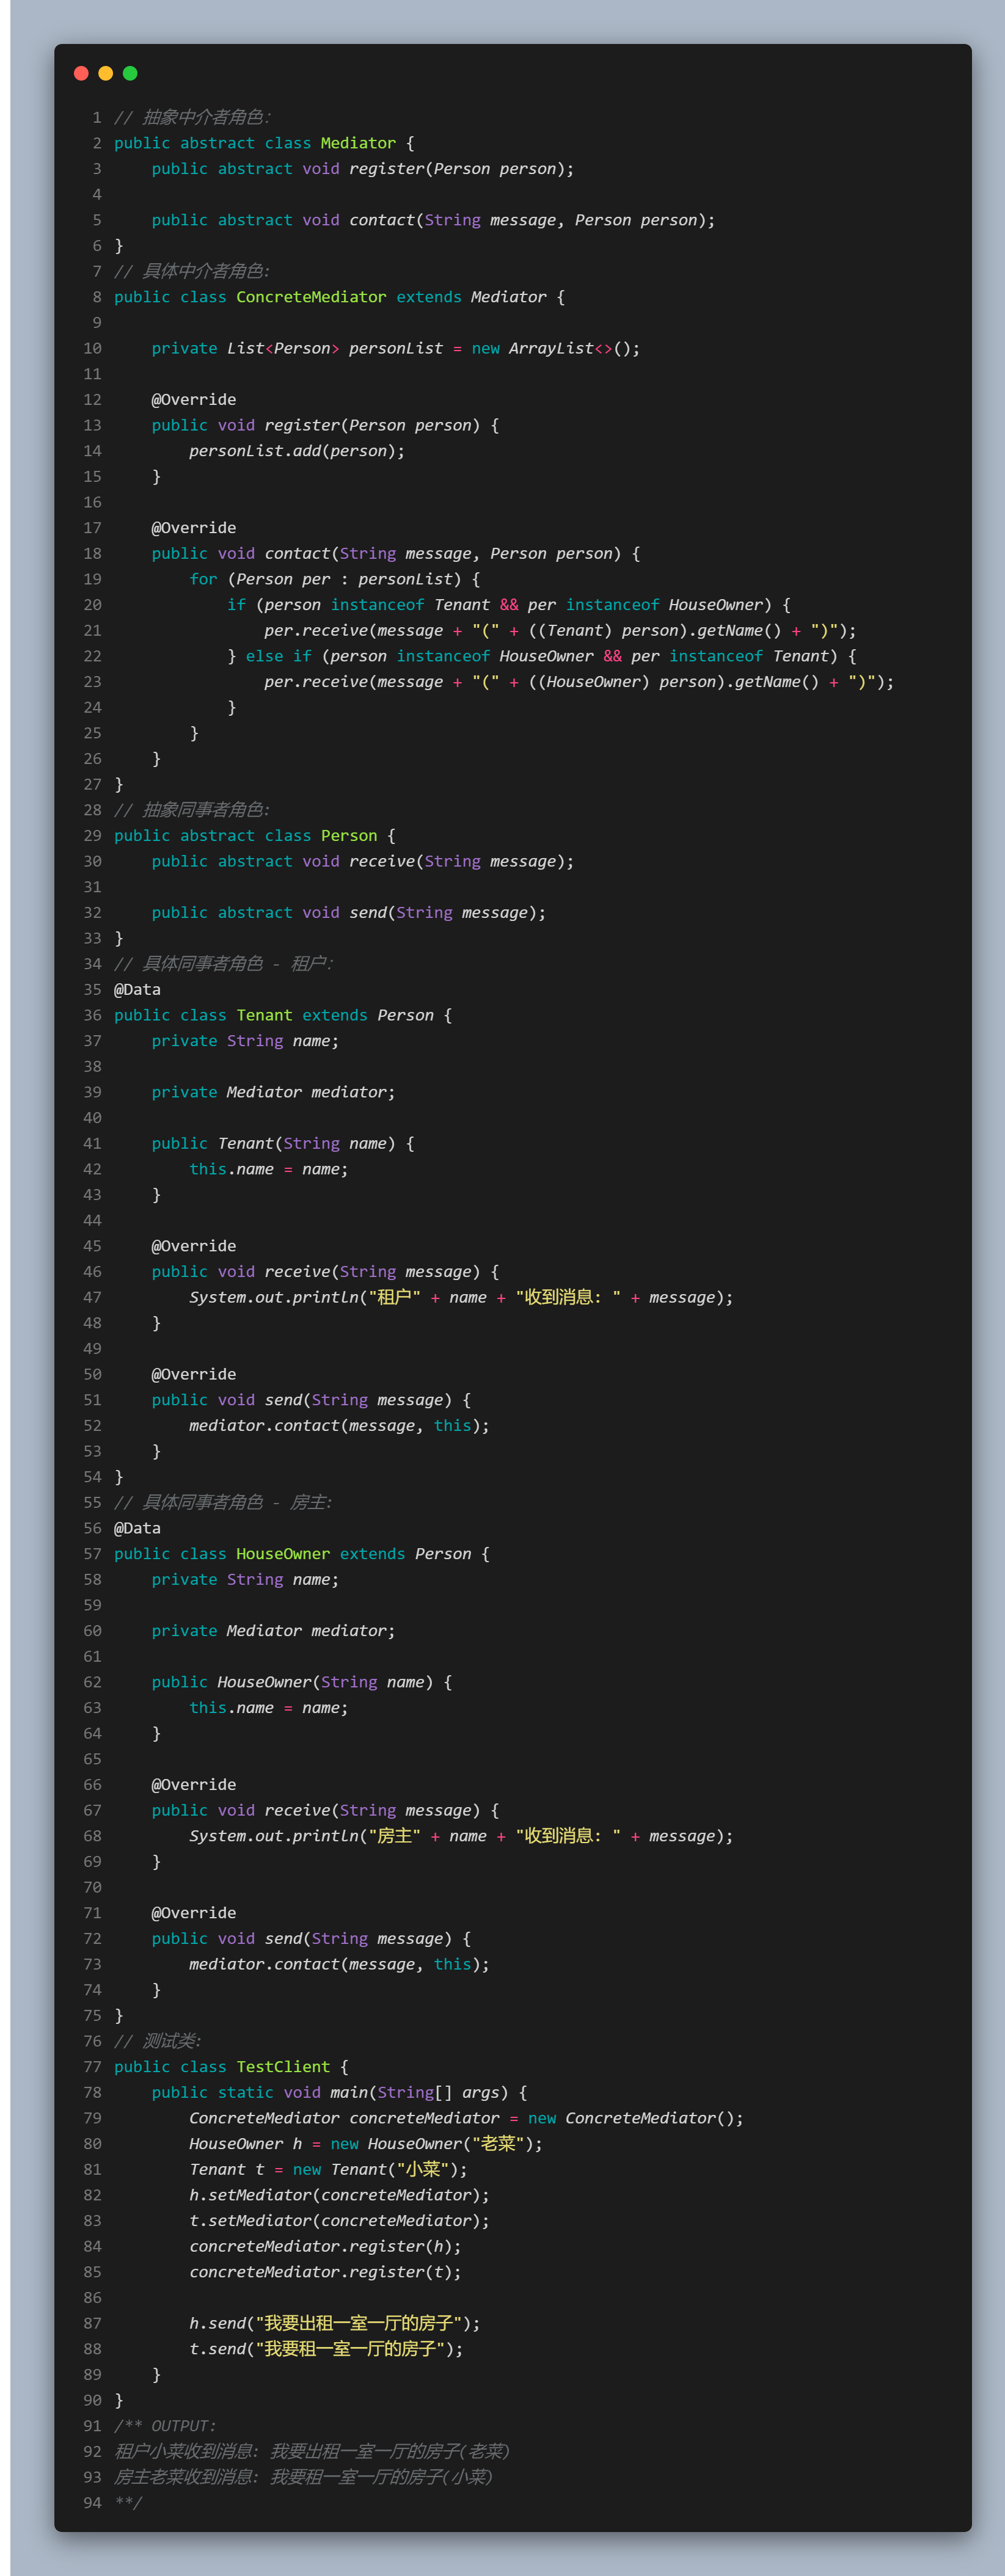 1 // 抽象中介者角色:
2 public abstract class Mediator {
3     public abstract void register(Person person);
4
5     public abstract void contact(String message, Person person);
6 }
7 // 具体中介者角色:
8 public class ConcreteMediator extends Mediator {
9
10     private List<Person> personList = new ArrayList<>();
11
12     @Override
13     public void register(Person person) {
14         personList.add(person);
15     }
16
17     @Override
18     public void contact(String message, Person person) {
19         for (Person per : personList) {
20             if (person instanceof Tenant && per instanceof HouseOwner) {
21                 per.receive(message + "(" + ((Tenant) person).getName() + ")");
22             } else if (person instanceof HouseOwner && per instanceof Tenant) {
23                 per.receive(message + "(" + ((HouseOwner) person).getName() + ")");
24             }
25         }
26     }
27 }
28 // 抽象同事者角色:
29 public abstract class Person {
30     public abstract void receive(String message);
31
32     public abstract void send(String message);
33 }
34 // 具体同事者角色 - 租户:
35 @Data
36 public class Tenant extends Person {
37     private String name;
38
39     private Mediator mediator;
40
41     public Tenant(String name) {
42         this.name = name;
43     }
44
45     @Override
46     public void receive(String message) {
47         System.out.println("租户" + name + "收到消息: " + message);
48     }
49
50     @Override
51     public void send(String message) {
52         mediator.contact(message, this);
53     }
54 }
55 // 具体同事者角色 - 房主:
56 @Data
57 public class HouseOwner extends Person {
58     private String name;
59
60     private Mediator mediator;
61
62     public HouseOwner(String name) {
63         this.name = name;
64     }
65
66     @Override
67     public void receive(String message) {
68         System.out.println("房主" + name + "收到消息: " + message);
69     }
70
71     @Override
72     public void send(String message) {
73         mediator.contact(message, this);
74     }
75 }
76 // 测试类:
77 public class TestClient {
78     public static void main(String[] args) {
79         ConcreteMediator concreteMediator = new ConcreteMediator();
80         HouseOwner h = new HouseOwner("老菜");
81         Tenant t = new Tenant("小菜");
82         h.setMediator(concreteMediator);
83         t.setMediator(concreteMediator);
84         concreteMediator.register(h);
85         concreteMediator.register(t);
86
87         h.send("我要出租一室一厅的房子");
88         t.send("我要租一室一厅的房子");
89     }
90 }
91 /** OUTPUT:
92 租户小菜收到消息: 我要出租一室一厅的房子(老菜)
93 房主老菜收到消息: 我要租一室一厅的房子(小菜)
94 **/